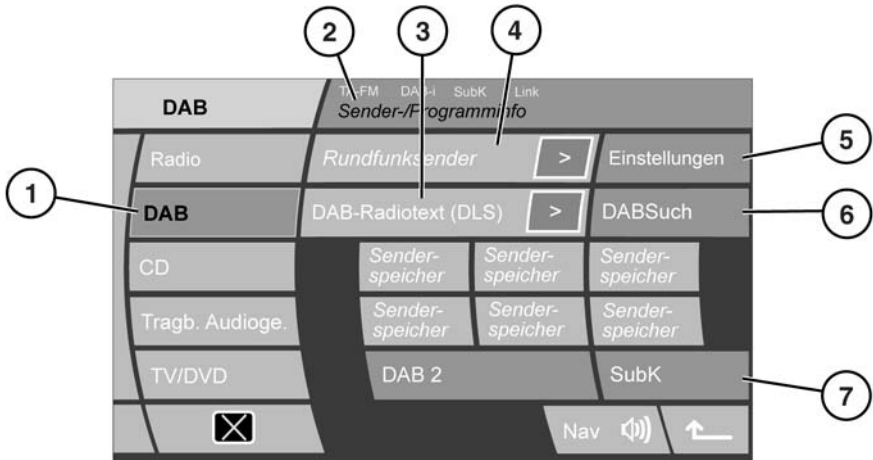 2
3
4
DAB
TA-FM DAB-i SubK Link
Sender-/Programminfo
5
Radio
Rundfunksender
>
Einstellungen
1
DAB
DAB-Radiotext (DLS)
>
DABSuch
6
CD
Sender-
speicher
Sender-
speicher
Sender-
speicher
Tragb. Audioge.
Sender-
speicher
Sender-
speicher
Sender-
speicher
TV/DVD
DAB 2
SubK
7
Nav